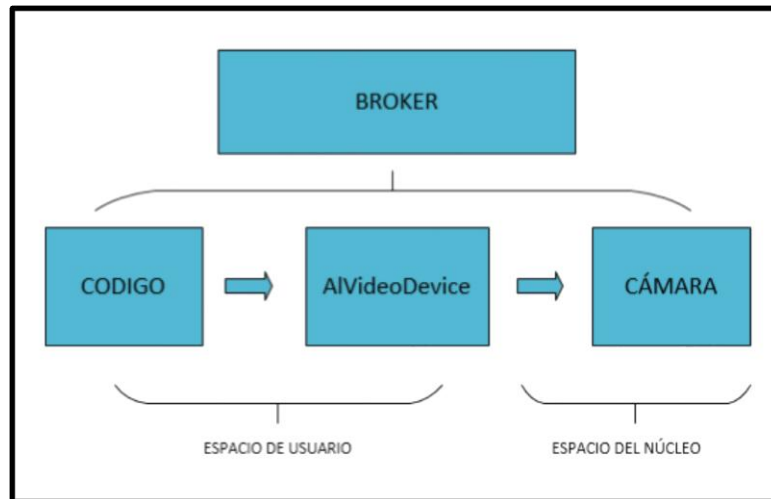 BROKER
CODIGO
AlVideoDevice
CÁMARA
ESPACIO DE USUARIO
ESPACIO DEL NÚCLEO